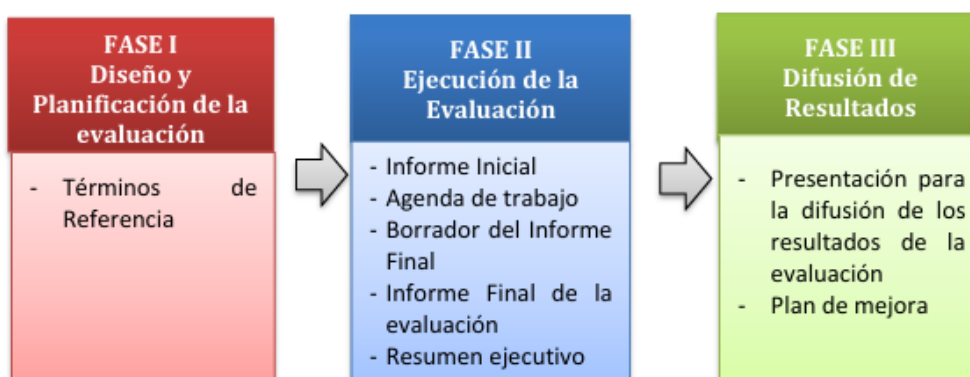 FASE I
Diseño y
Planificación de la
evaluación
- Términos de
Referencia
FASE II
Ejecución de la
Evaluación
- Informe Inicial
- Agenda de trabajo
- Borrador del Informe
Final
- Informe Final de la
evaluación
- Resumen ejecutivo
FASE III
Difusión de
Resultados
- Presentación para
la difusión de los
resultados de la
evaluación
- Plan de mejora